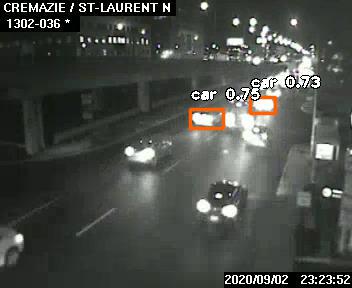 CREMAZIE / ST-LAURENT N
1302-036 *
car 0.73
car 0.75
2020/09/02 23:23:52